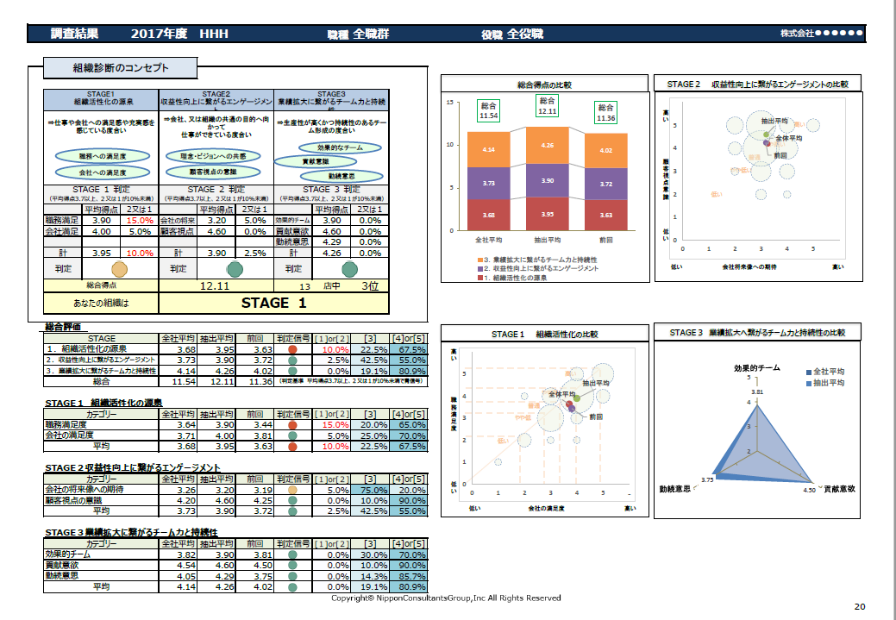 調査結果 2017年度 HHH 職種 全職群 役職 全役職 株式会社●●●●●●
組織診断のコンセプト
STAGE1 STAGE2 STAGE3
組織活性化の源泉 収益性向上に繋がるエンゲージメント 業績拡大に繋がるチーム力と持続性
⇒仕事や会社への満足感や充実感を感じている度合い
⇒会社、又は組織の共通の目的へ向かって仕事ができている度合い
⇒生産性が高くかつ持続性のあるチーム形成の度合い
職務への満足度
会社への満足度
理念・ビジョンへの共感
顧客視点の意識
効果的なチーム
貢献意識
勤続意思
STAGE 1 判定 STAGE 2 判定 STAGE 3 判定
(平均得点3.7以上、2又は1が10%未満) (平均得点3.7以上、2又は1が10%未満) (平均得点3.7以上、2又は1が10%未満)
平均得点 2又は1 平均得点 2又は1 平均得点 2又は1
職務満足 3.90 15.0% 会社の将来 3.20 5.0% 効果的チーム 3.90 0.0%
会社満足 4.00 5.0% 顧客視点 4.60 0.0% 貢献意欲 4.60 0.0%
勤続意思 4.29 0.0%
計 3.95 10.0% 計 3.90 2.5% 計 4.26 0.0%
判定 判定 判定
総合得点 12.11 13 店中 3位
あなたの組織は STAGE 1
総合評価
STAGE 全社平均 抽出平均 前回 判定信号 [1]or[2] [3] [4]or[5]
1．組織活性化の源泉 3.68 3.95 3.63 10.0% 22.5% 67.5%
2．収益性向上に繋がるエンゲージメント 3.73 3.90 3.72 2.5% 42.5% 55.0%
3．業績拡大に繋がるチーム力と持続性 4.14 4.26 4.02 0.0% 19.1% 80.9%
総合 11.54 12.11 11.36 (判定基準 平均得点3.7以上、2又は1が10%未満で青信号)
STAGE１ 組織活性化の源泉
カテゴリー 全社平均 抽出平均 前回 判定信号 [1]or[2] [3] [4]or[5]
職務満足度 3.64 3.90 3.44 15.0% 20.0% 65.0%
会社の満足度 3.71 4.00 3.81 5.0% 25.0% 70.0%
平均 3.68 3.95 3.63 10.0% 22.5% 67.5%
STAGE２収益性向上に繋がるエンゲージメント
カテゴリー 全社平均 抽出平均 前回 判定信号 [1]or[2] [3] [4]or[5]
会社の将来像への期待 3.26 3.20 3.19 5.0% 75.0% 20.0%
顧客視点の意識 4.20 4.60 4.25 0.0% 10.0% 90.0%
平均 3.73 3.90 3.72 2.5% 42.5% 55.0%
STAGE３業績拡大に繋がるチーム力と持続性
カテゴリー 全社平均 抽出平均 前回 判定信号 [1]or[2] [3] [4]or[5]
効果的チーム 3.82 3.90 3.81 0.0% 30.0% 70.0%
貢献意欲 4.54 4.60 4.50 0.0% 10.0% 90.0%
勤続意思 4.05 4.29 3.75 0.0% 14.3% 85.7%
平均 4.14 4.26 4.02 0.0% 19.1% 80.9%
総合得点の比較
15
10
5
0
総合 11.54
総合 12.11
総合 11.36
4.14 4.26 4.02
3.73 3.90 3.72
3.68 3.95 3.63
全社平均 抽出平均 前回
3．業績拡大に繋がるチーム力と持続性
2．収益性向上に繋がるエンゲージメント
1．組織活性化の源泉
STAGE２ 収益性向上に繋がるエンゲージメントの比較
高い
顧客視点意識
低い
5
4
3
2
1
0
抽出平均
全体平均
前回
低い
0 1 2 3 4 5
低い 会社将来像への期待 高い
STAGE１ 組織活性化の比較
高い
職務満足度
低い
5
4
3
2
1
0
抽出平均
全体平均
前回
低い
0 1 2 3 4 5
低い 会社の満足度 高い
STAGE３ 業績拡大へ繋がるチーム力と持続性の比較
効果的チーム
全社平均
抽出平均
5
3.81
4
3
2
3.75
勤続意思
4.50
貢献意欲
Copyright© NipponConsultantsGroup,Inc All Rights Reserved
20